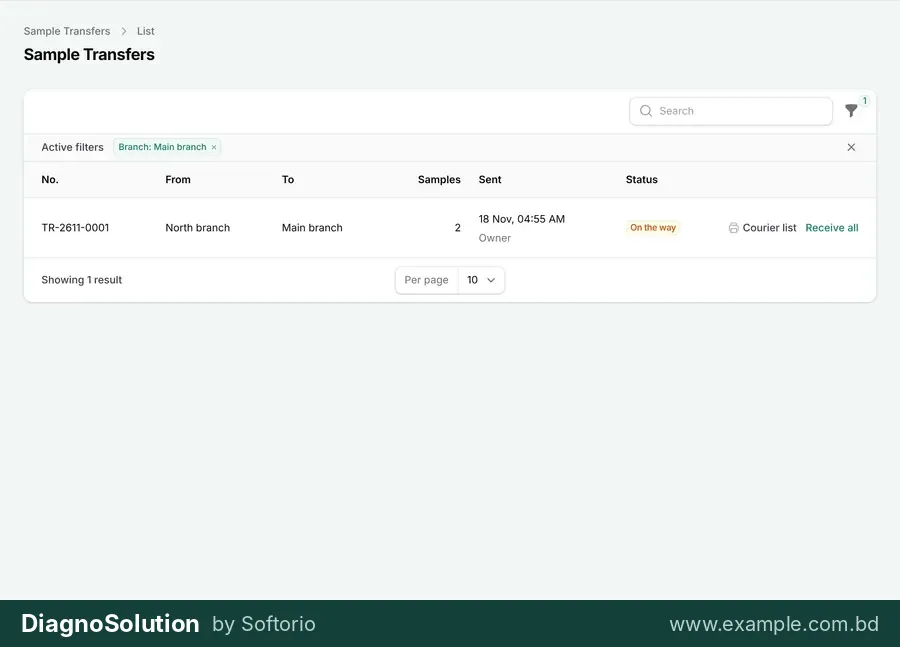 Sample Transfers > List
Sample Transfers
Search
1
Active filters Branch: Main branch ×
No. From To Samples Sent Status
TR-2611-0001 North branch Main branch 2 18 Nov, 04:55 AM On the way Courier list Receive all
Owner
Showing 1 result Per page 10
DiagnoSolution by Softorio www.example.com.bd